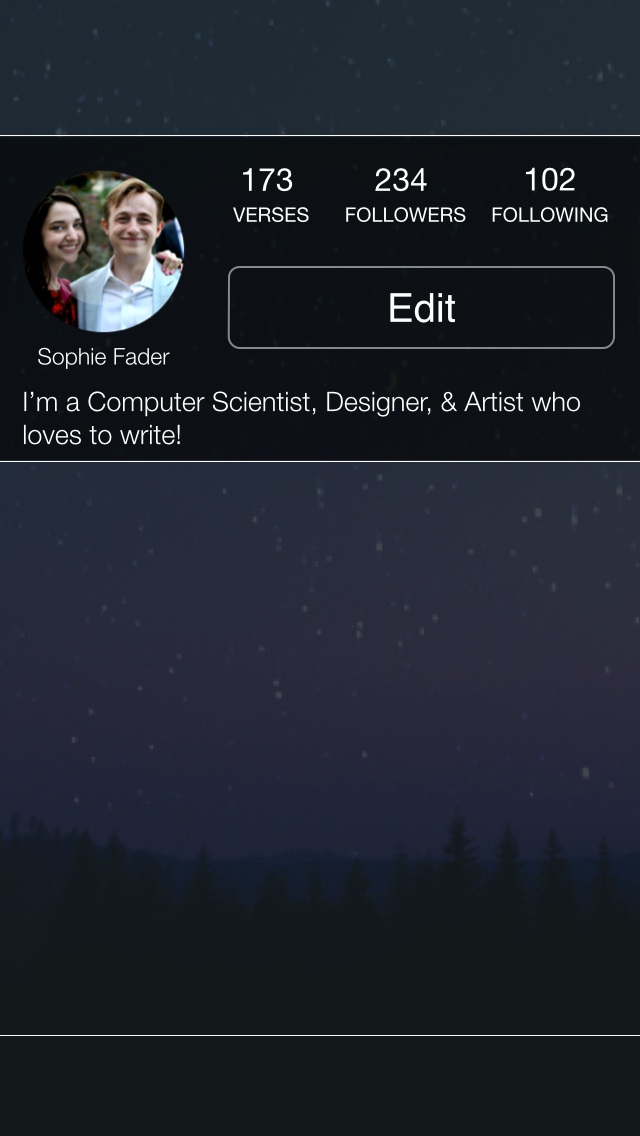 173 234 102
VERSES FOLLOWERS FOLLOWING
Edit
Sophie Fader
I’m a Computer Scientist, Designer, & Artist who
loves to write!